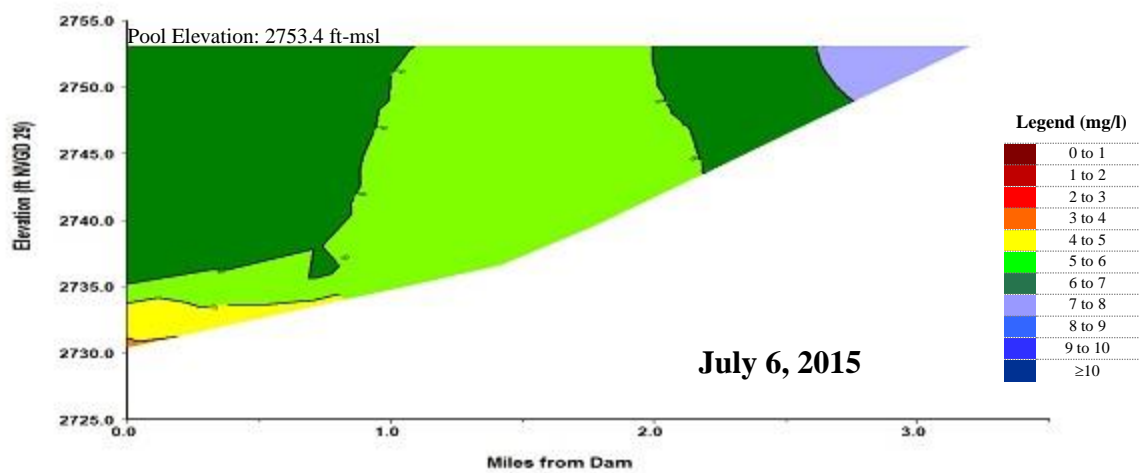 2755.0
Pool Elevation: 2753.4 ft-msl
2750.0
2745.0
2740.0
2735.0
2730.0
2725.0
Elevation (ft NVGD 29)
0.0
1.0
2.0
3.0
Miles from Dam
July 6, 2015
Legend (mg/l)
0 to 1
1 to 2
2 to 3
3 to 4
4 to 5
5 to 6
6 to 7
7 to 8
8 to 9
9 to 10
≥10